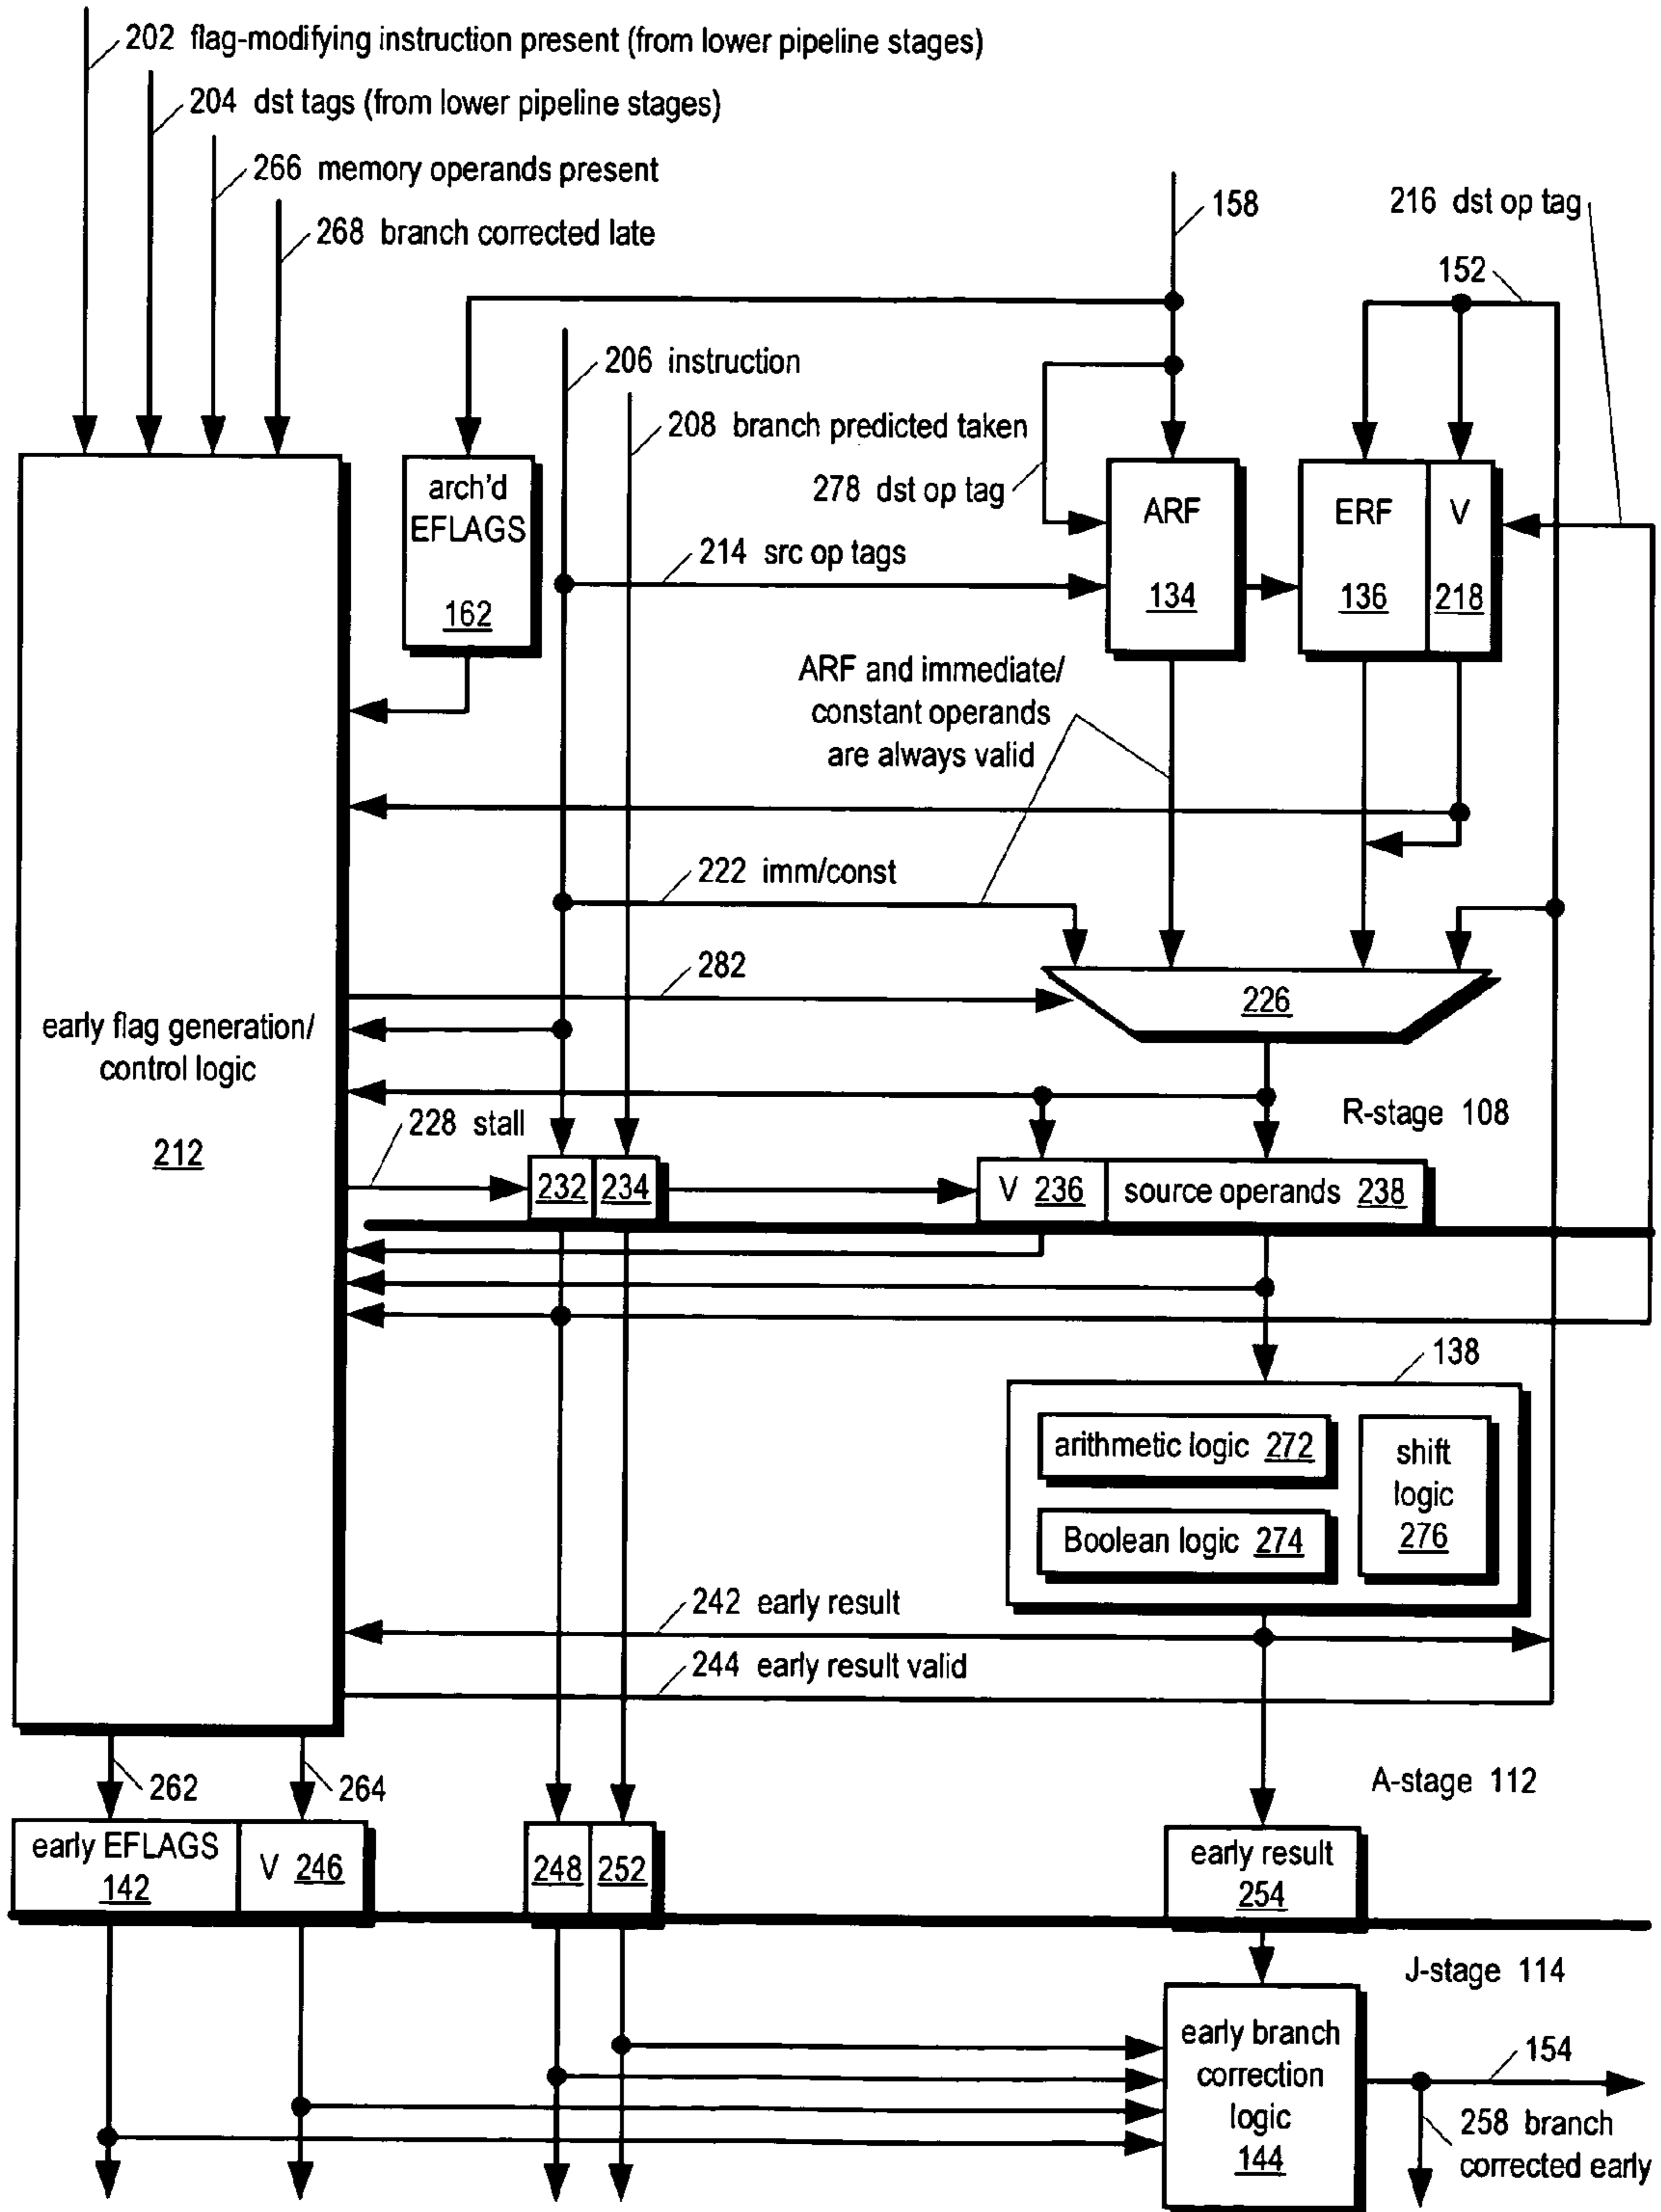 202 flag-modifying instruction present (from lower pipeline stages)
204 dst tags (from lower pipeline stages)
266 memory operands present
268 branch corrected late
158
216 dst op tag
152
206 instruction
208 branch predicted taken
278 dst op tag
arch'd
EFLAGS
162
214 src op tags
ARF
134
ERF
136
V
218
ARF and immediate/
constant operands
are always valid
222 imm/const
282
226
early flag generation/
control logic
212
228 stall
R-stage 108
232
234
V 236
source operands 238
138
arithmetic logic 272
Boolean logic 274
shift
logic
276
242 early result
244 early result valid
262
264
A-stage 112
early EFLAGS
142
V 246
248
252
early result
254
J-stage 114
early branch
correction
logic
144
154
258 branch
corrected early